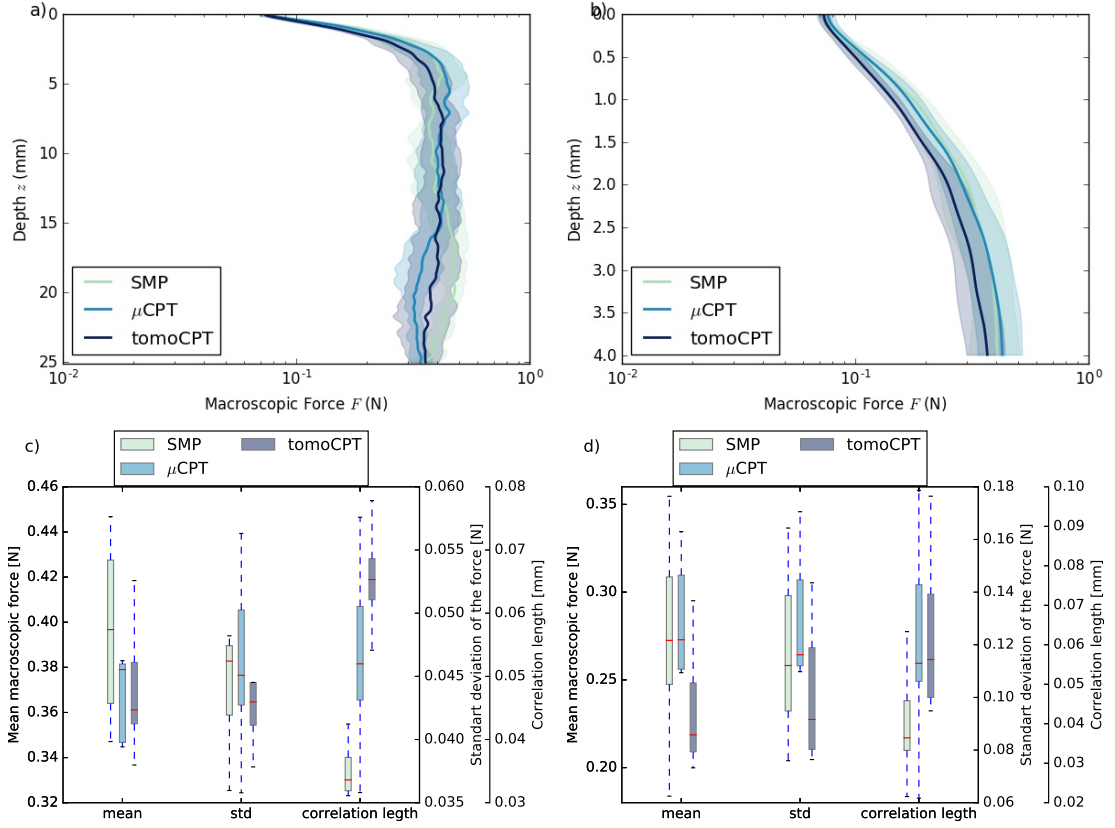 a)
0
5
10
15
20
25
Depth z (mm)
SMP
μCPT
tomoCPT
10⁻² 10⁻¹ 10⁰
Macroscopic Force F (N)
b)
0.0
0.5
1.0
1.5
2.0
2.5
3.0
3.5
4.0
Depth z (mm)
SMP
μCPT
tomoCPT
10⁻² 10⁻¹ 10⁰
Macroscopic Force F (N)
c)
SMP tomoCPT
μCPT
0.46
0.44
0.42
0.40
0.38
0.36
0.34
0.32
Mean macroscopic force [N]
mean std correlation legth
0.060
0.055
0.050
0.045
0.040
0.035
Standart deviation of the force [N]
0.08
0.07
0.06
0.05
0.04
0.03
Correlation length [mm]
d)
SMP tomoCPT
μCPT
0.35
0.30
0.25
0.20
Mean macroscopic force [N]
mean std correlation legth
0.18
0.16
0.14
0.12
0.10
0.08
0.06
Standart deviation of the force [N]
0.10
0.09
0.08
0.07
0.06
0.05
0.04
0.03
0.02
Correlation length [mm]